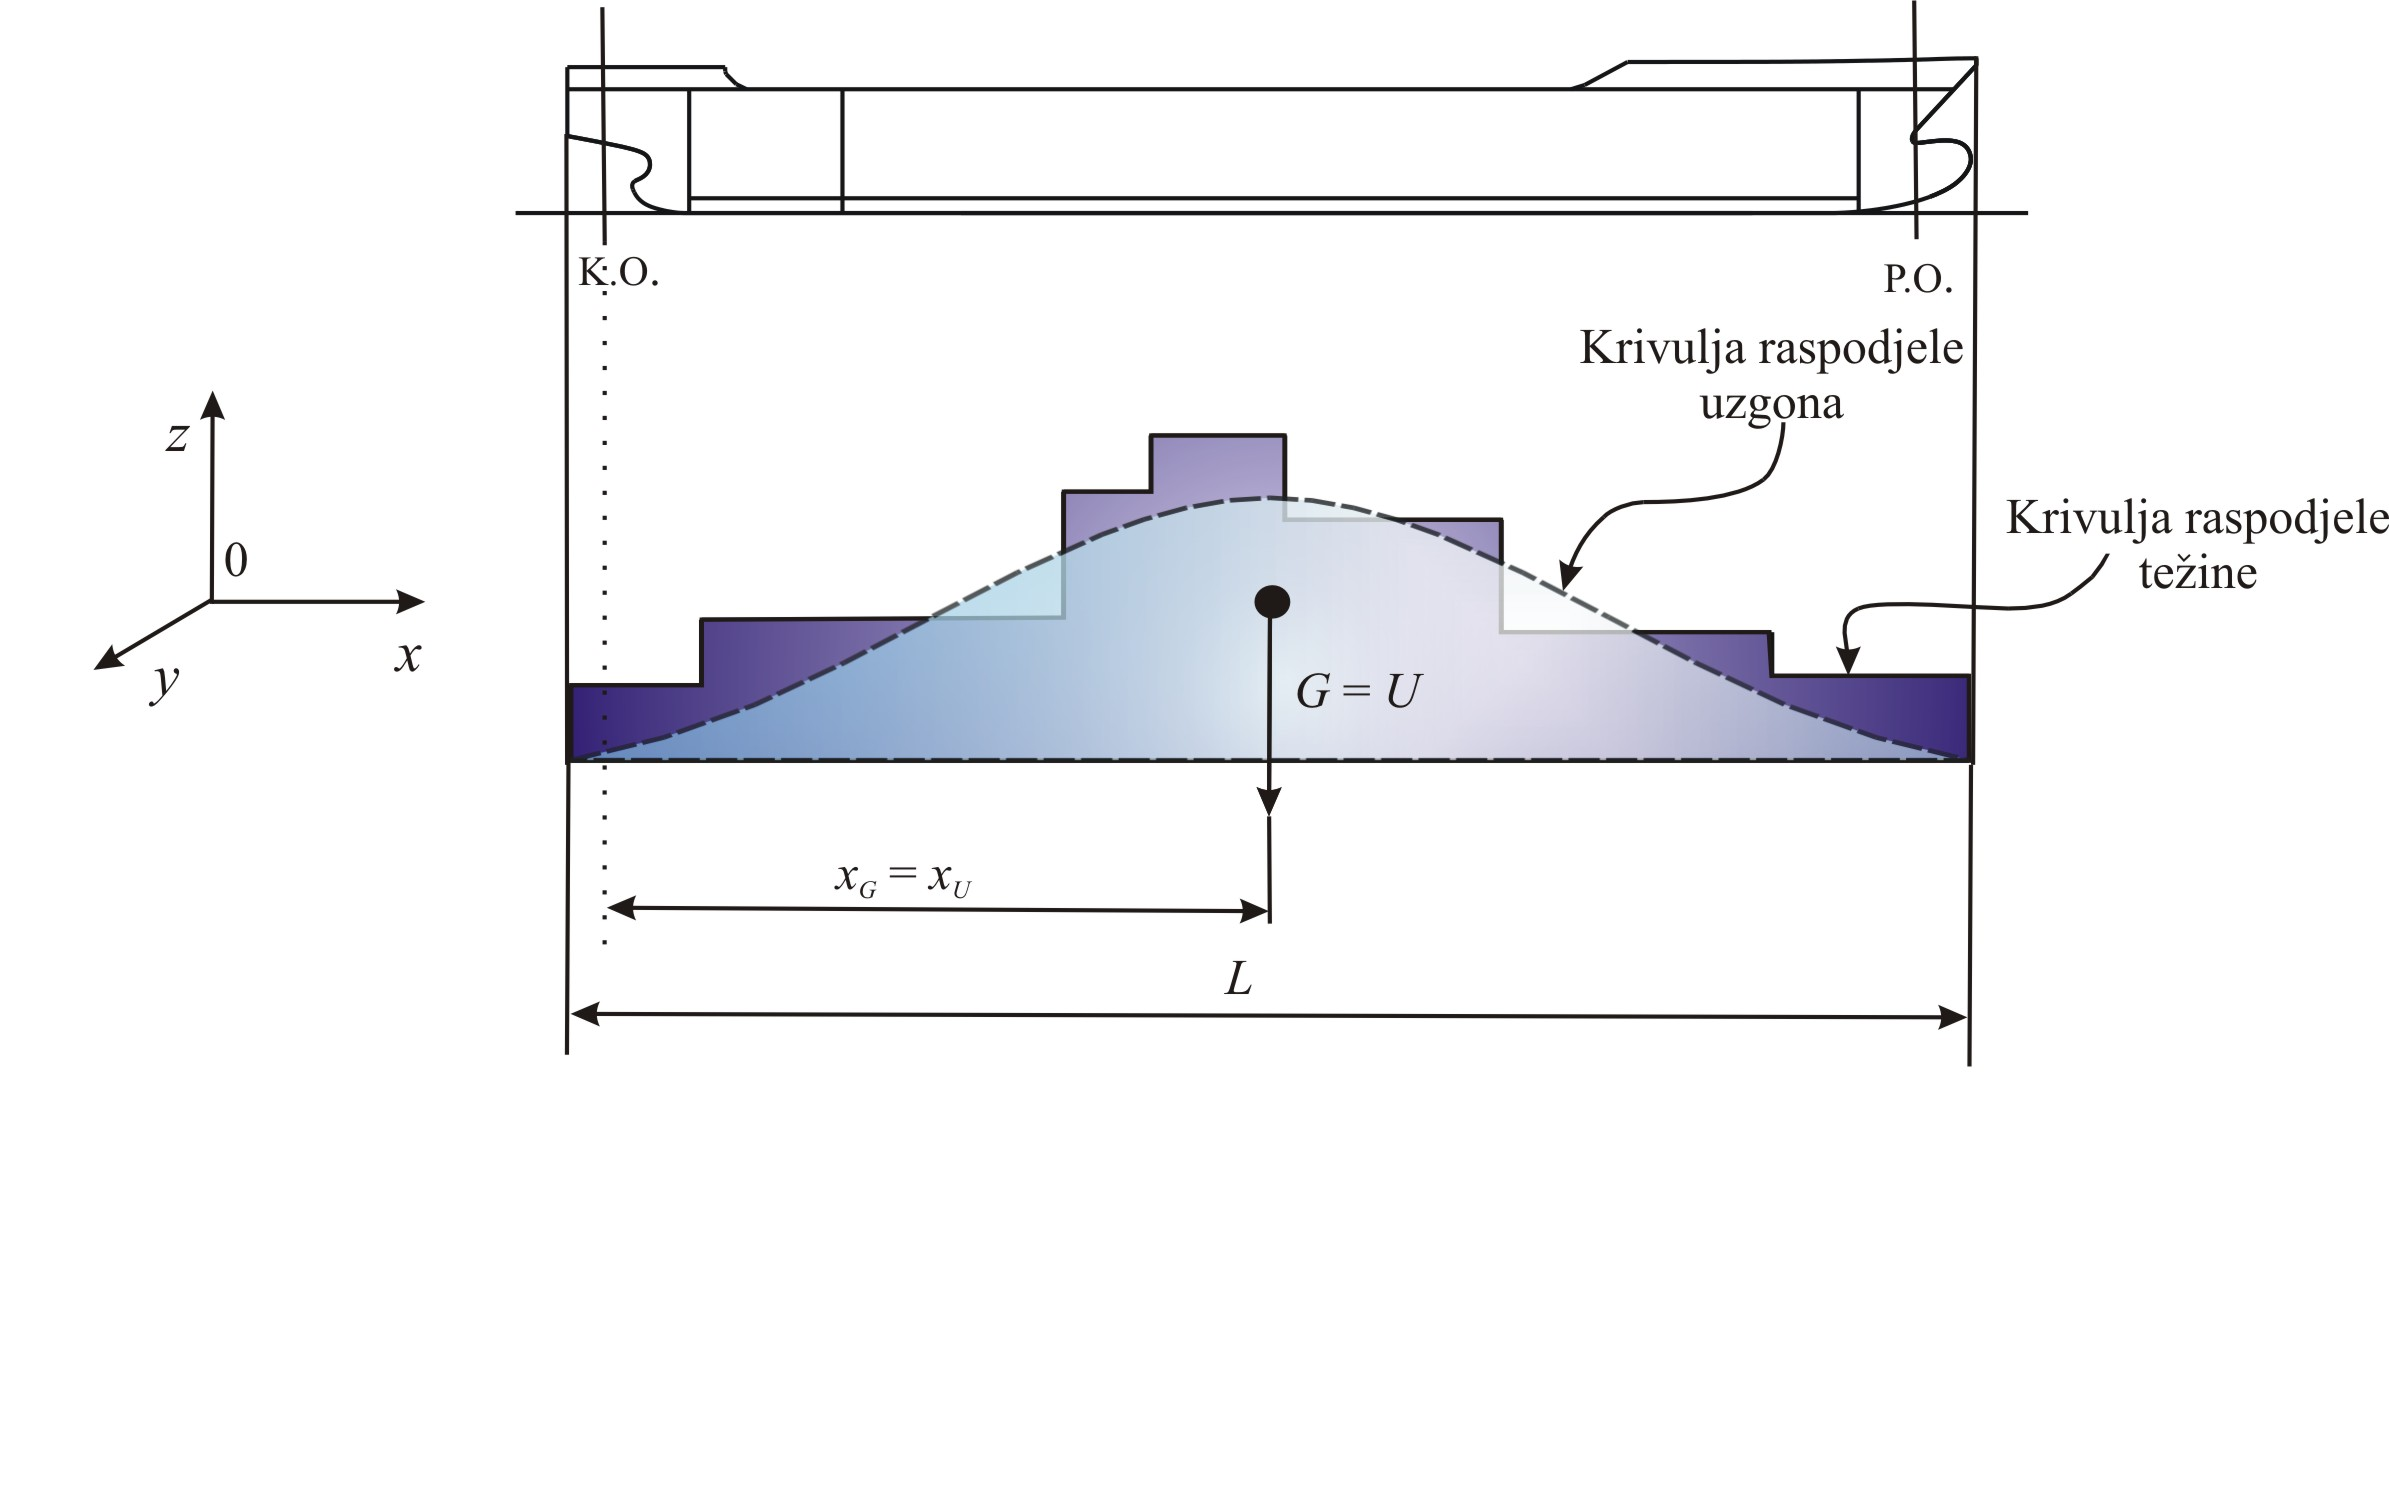 K.O.
P.O.
Krivulja raspodjele
uzgona
z
Krivulja raspodjele
težine
0
x
y
G = U
x_G = x_U
L